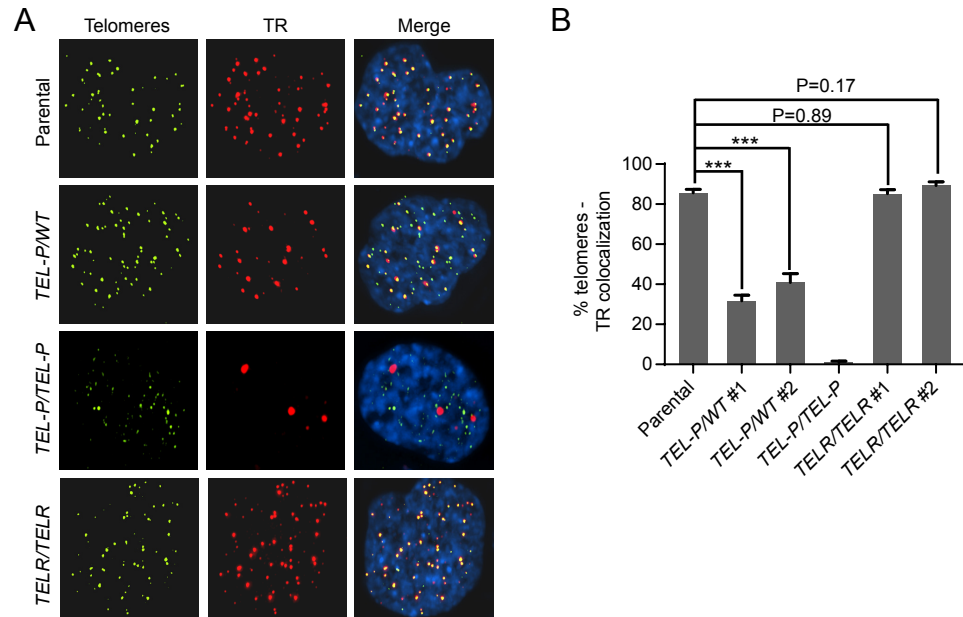 A
Telomeres TR Merge
Parental
TEL-P/WT
TEL-P/TEL-P
TELR/TELR
B
P=0.17
P=0.89
***
***
% telomeres -
TR colocalization
100
80
60
40
20
0
Parental
TEL-P/WT #1
TEL-P/WT #2
TEL-P/TEL-P
TELR/TELR #1
TELR/TELR #2